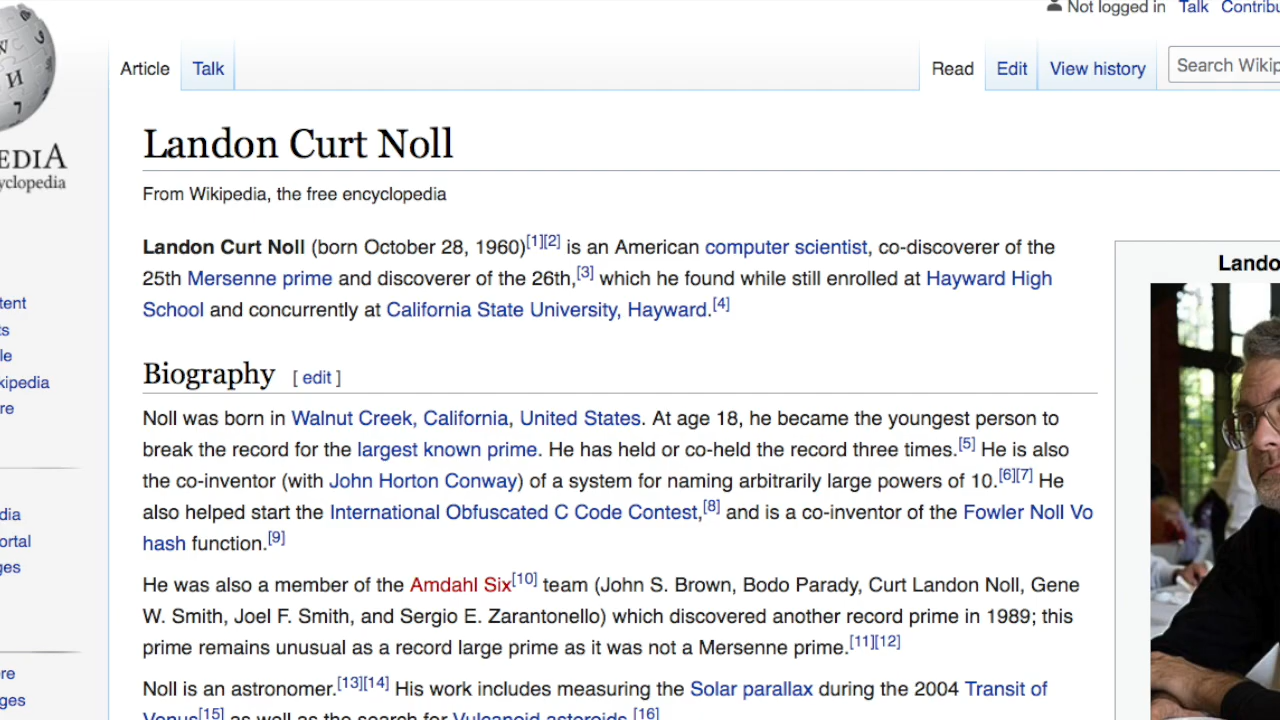 Not logged in Talk
Article Talk Read Edit View history Search
Landon Curt Noll
From Wikipedia, the free encyclopedia
Landon Curt Noll (born October 28, 1960)[1][2] is an American computer scientist, co-discoverer of the
25th Mersenne prime and discoverer of the 26th,[3] which he found while still enrolled at Hayward High
School and concurrently at California State University, Hayward.[4]
Biography [ edit ]
Noll was born in Walnut Creek, California, United States. At age 18, he became the youngest person to
break the record for the largest known prime. He has held or co-held the record three times.[5] He is also
the co-inventor (with John Horton Conway) of a system for naming arbitrarily large powers of 10.[6][7] He
also helped start the International Obfuscated C Code Contest,[8] and is a co-inventor of the Fowler Noll Vo
hash function.[9]
He was also a member of the Amdahl Six[10] team (John S. Brown, Bodo Parady, Curt Landon Noll, Gene
W. Smith, Joel F. Smith, and Sergio E. Zarantonello) which discovered another record prime in 1989; this
prime remains unusual as a record large prime as it was not a Mersenne prime.[11][12]
Noll is an astronomer.[13][14] His work includes measuring the Solar parallax during the 2004 Transit of
Venus[15] as well as the search for Vulcanoid asteroids.[16]